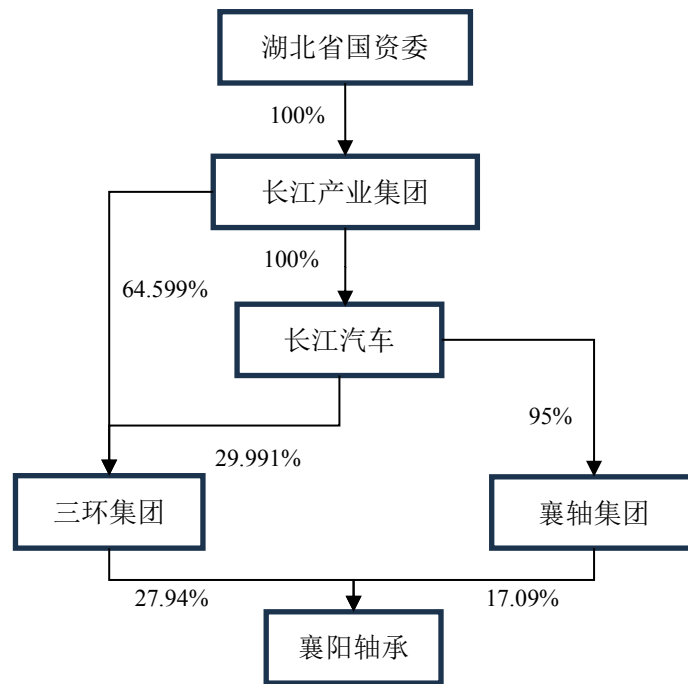 湖北省国资委
100%
长江产业集团
100%
64.599%
长江汽车
95%
29.991%
三环集团
襄轴集团
27.94%
17.09%
襄阳轴承